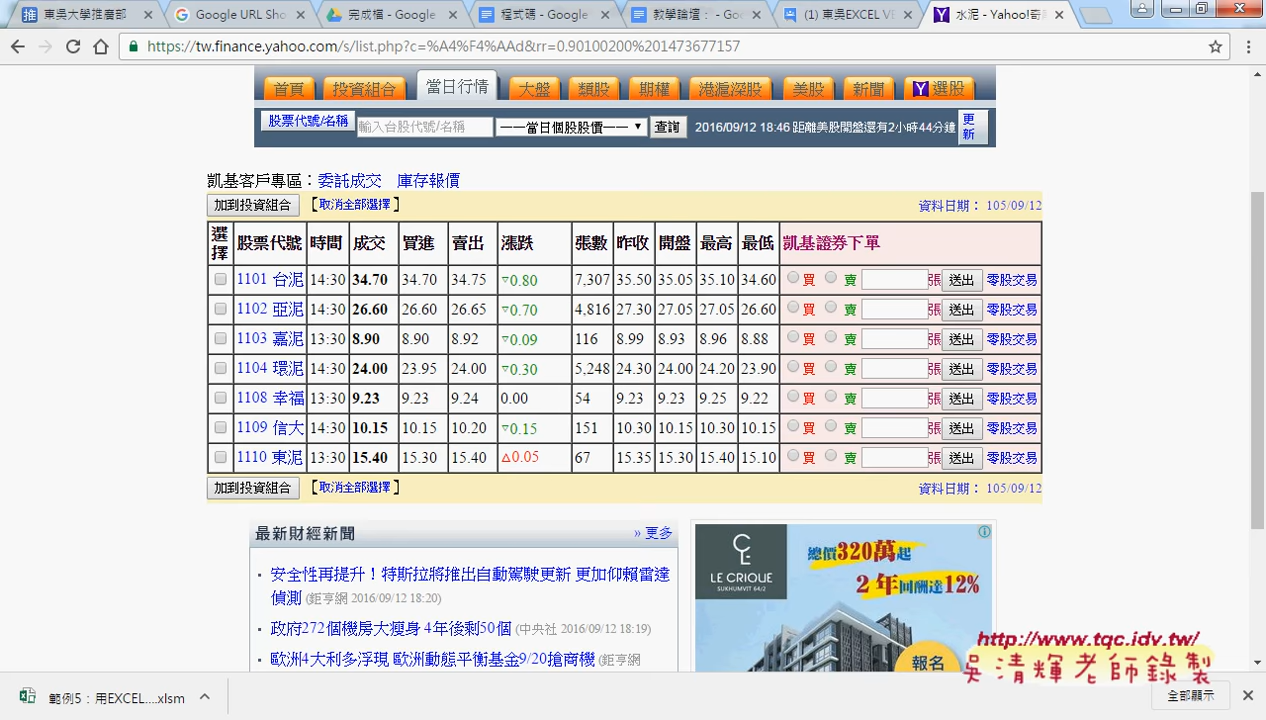 東吳大學推廣部
Google URL Sho
完成檔 - Google
程式碼 - Google
教學論壇 - Go
(1) 東吳EXCEL V
水泥 - Yahoo!奇
https://tw.finance.yahoo.com/s/list.php?c=%A4%F4%AAd&rr=0.90100200%201473677157
首頁 投資組合 當日行情 大盤 類股 期權 港滬深股 美股 新聞 Y 選股
股票代號/名稱 輸入台股代號/名稱 ——當日個股股價—— 查詢 2016/09/12 18:46 距離美股開盤還有2小時44分鐘 更新
凱基客戶專區：委託成交 庫存報價
加到投資組合 【取消全部選擇】 資料日期： 105/09/12
選擇 股票代號 時間 成交 買進 賣出 漲跌 張數 昨收 開盤 最高 最低 凱基證券下單
1101 台泥 14:30 34.70 34.70 34.75 ▽0.80 7,307 35.50 35.05 35.10 34.60 買 賣 張 送出 零股交易
1102 亞泥 14:30 26.60 26.60 26.65 ▽0.70 4,816 27.30 27.05 27.05 26.60 買 賣 張 送出 零股交易
1103 嘉泥 13:30 8.90 8.90 8.92 ▽0.09 116 8.99 8.93 8.96 8.88 買 賣 張 送出 零股交易
1104 環泥 14:30 24.00 23.95 24.00 ▽0.30 5,248 24.30 24.00 24.20 23.90 買 賣 張 送出 零股交易
1108 幸福 13:30 9.23 9.23 9.24 0.00 54 9.23 9.23 9.25 9.22 買 賣 張 送出 零股交易
1109 信大 14:30 10.15 10.15 10.20 ▽0.15 151 10.30 10.15 10.30 10.15 買 賣 張 送出 零股交易
1110 東泥 13:30 15.40 15.30 15.40 △0.05 67 15.35 15.30 15.40 15.10 買 賣 張 送出 零股交易
加到投資組合 【取消全部選擇】 資料日期： 105/09/12
最新財經新聞 » 更多
安全性再提升！特斯拉將推出自動駕駛更新 更加仰賴雷達
偵測 (鉅亨網 2016/09/12 18:20)
政府272個機房大瘦身 4年後剩50個 (中央社 2016/09/12 18:19)
歐洲4大利多浮現 歐洲動態平衡基金9/20搶商機 (鉅亨網
LE CRIQUE
SUKHUMVIT 64/2
總價320萬起
2年回酬達12%
報名
http://www.tqc.idv.tw/
吳清輝老師錄製
範例5：用EXCEL....xlsm
全部顯示